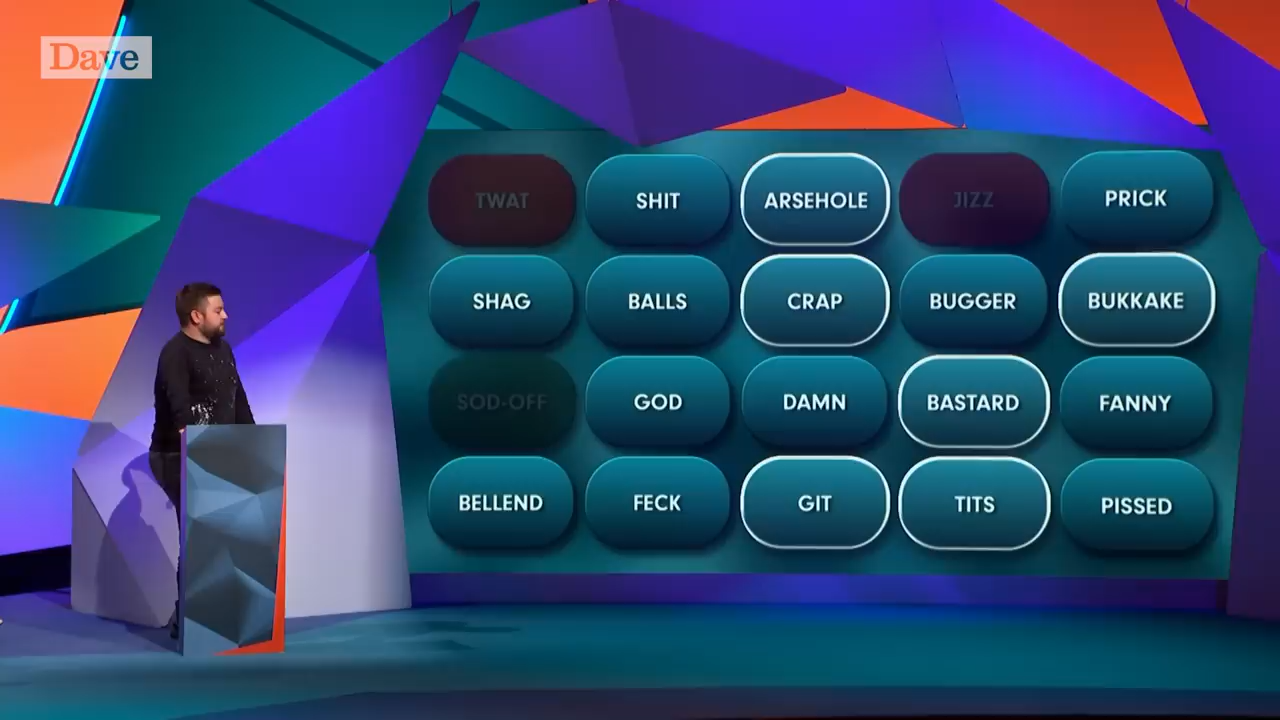 Dave
TWAT SHIT ARSEHOLE JIZZ PRICK
SHAG BALLS CRAP BUGGER BUKKAKE
SOD-OFF GOD DAMN BASTARD FANNY
BELLEND FECK GIT TITS PISSED